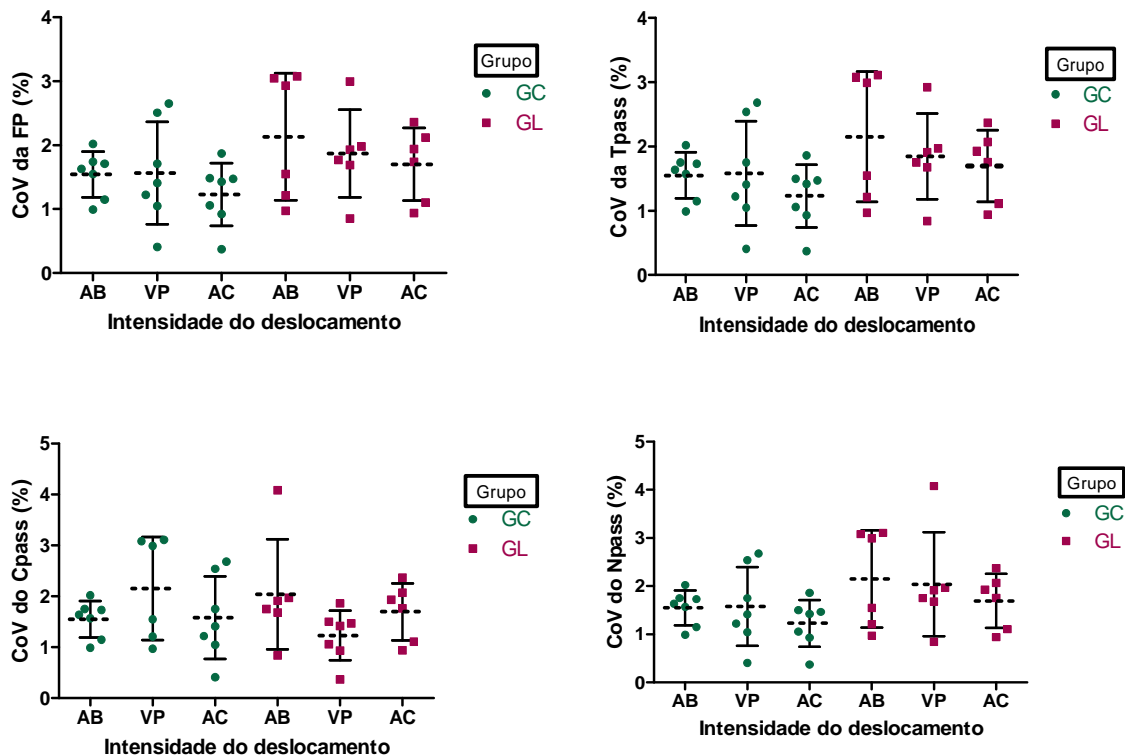 CoV da FP (%)
4
3
2
1
0
AB VP AC AB VP AC
Intensidade do deslocamento
Grupo
GC
GL
CoV da Tpass (%)
4
3
2
1
0
AB VP AC AB VP AC
Intensidade do deslocamento
Grupo
GC
GL
CoV do Cpass (%)
5
4
3
2
1
0
AB VP AC AB VP AC
Intensidade do deslocamento
Grupo
GC
GL
CoV do Npass (%)
5
4
3
2
1
0
AB VP AC AB VP AC
Intensidade do deslocamento
Grupo
GC
GL